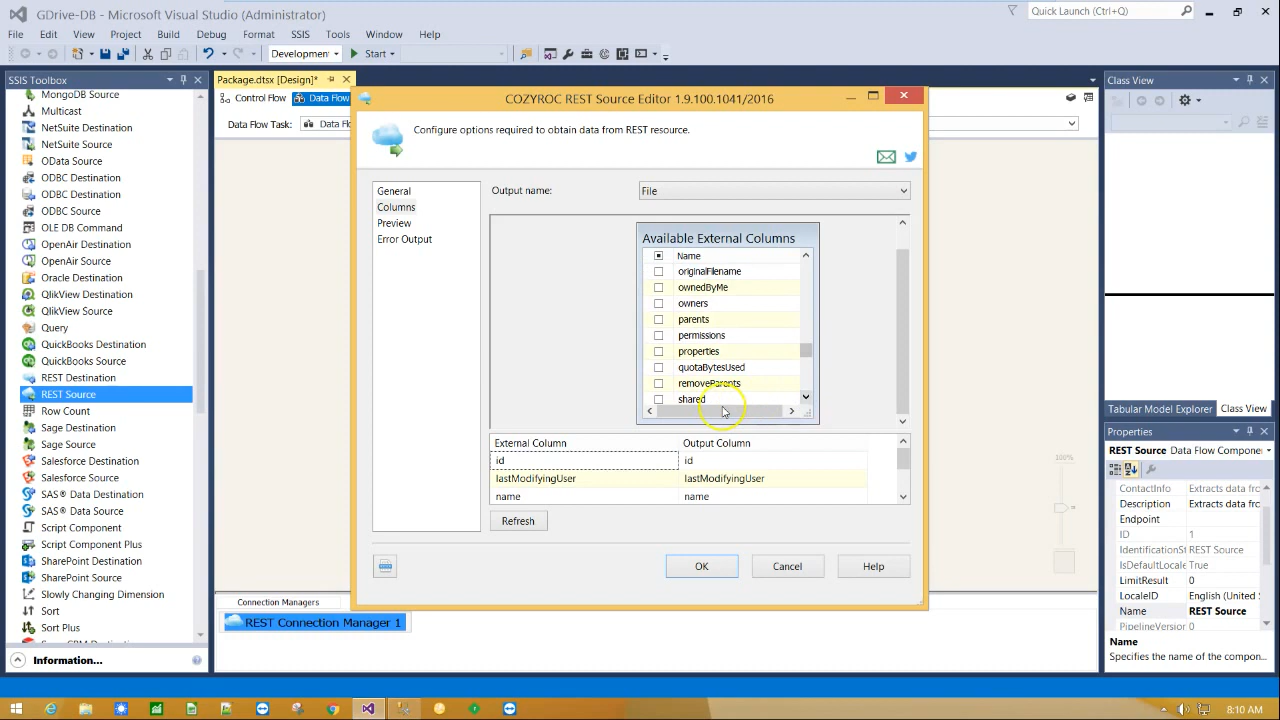 GDrive-DB - Microsoft Visual Studio (Administrator)
Quick Launch (Ctrl+Q)
File Edit View Project Build Debug Format SSIS Tools Window Help
Development Start
SSIS Toolbox
MongoDB Source
Multicast
NetSuite Destination
NetSuite Source
OData Source
ODBC Destination
ODBC Destination
ODBC Source
OLE DB Command
OpenAir Destination
OpenAir Source
Oracle Destination
QlikView Destination
QlikView Source
Query
QuickBooks Destination
QuickBooks Source
REST Destination
REST Source
Row Count
Sage Destination
Sage Source
Salesforce Destination
Salesforce Source
SAS® Data Destination
SAS® Data Source
Script Component
Script Component Plus
SharePoint Destination
SharePoint Source
Slowly Changing Dimension
Sort
Sort Plus
Information...
Package.dtsx [Design]*
Control Flow Data Flow
Data Flow Task: Data Flo
COZYROC REST Source Editor 1.9.100.1041/2016
Configure options required to obtain data from REST resource.
General
Columns
Preview
Error Output
Output name: File
Available External Columns
Name
originalFilename
ownedByMe
owners
parents
permissions
properties
quotaBytesUsed
removeParents
shared
External Column Output Column
id id
lastModifyingUser lastModifyingUser
name name
Refresh
OK Cancel Help
100%
Connection Managers
REST Connection Manager 1
Class View
<Search>
Tabular Model Explorer Class View
Properties
REST Source Data Flow Component
ContactInfo Extracts data fro
Description Extracts data fro
Endpoint
ID 1
IdentificationSt REST Source
IsDefaultLocale True
LimitResult 0
LocaleID English (United S
Name REST Source
PipelineVersion 0
Name
Specifies the name of the compon...
8:10 AM